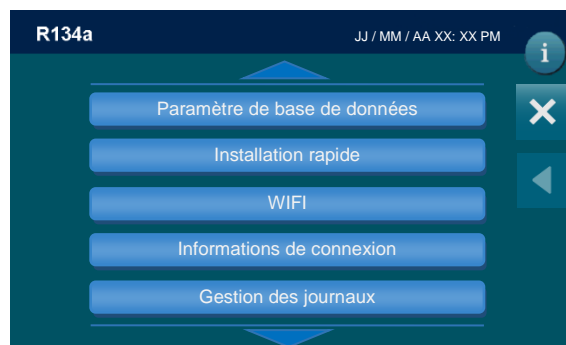 R134a JJ / MM / AA XX: XX PM
i
Paramètre de base de données
Installation rapide
WIFI
Informations de connexion
Gestion des journaux